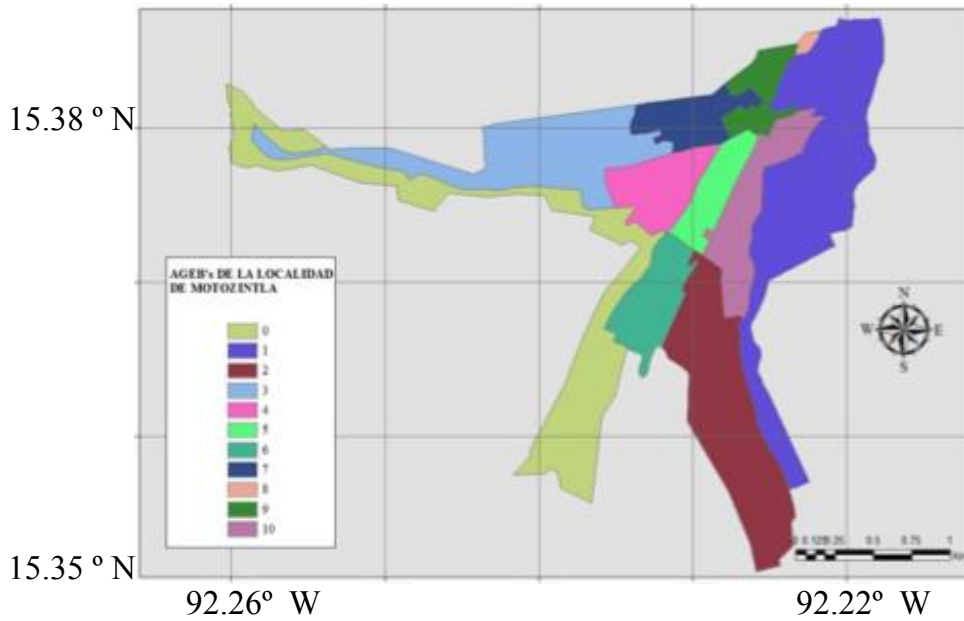 15.38 º N
AGEB's DE LA LOCALIDAD
DE MOTOZINTLA
0
1
2
3
4
5
6
7
8
9
10
N
W
E
S
0.5
0.75
1
15.35 º N
92.26º W
92.22º W